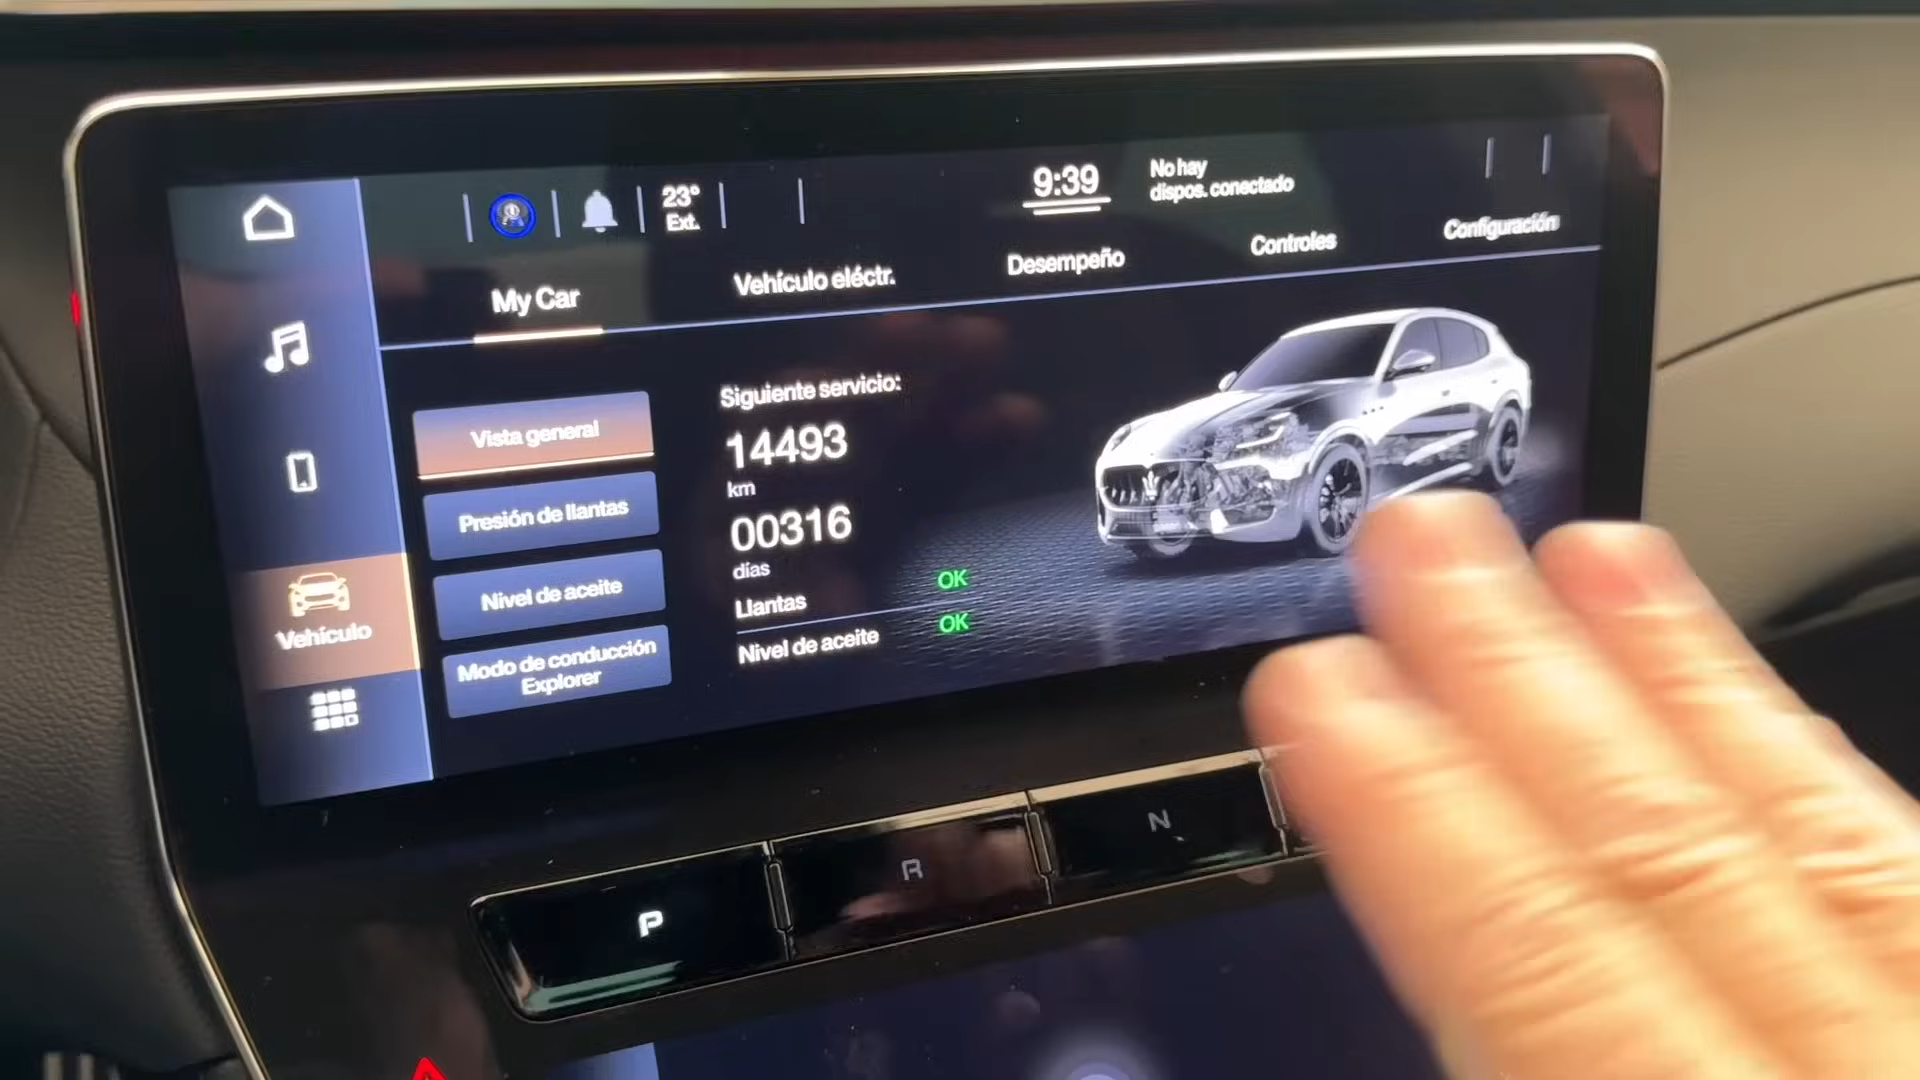 23°
Ext.
9:39
No hay
dispos. conectado
My Car
Vehículo eléctr.
Desempeño
Controles
Configuración
Vista general
Presión de llantas
Nivel de aceite
Modo de conducción
Explorer
Siguiente servicio:
14493
km
00316
días
Llantas
OK
Nivel de aceite
OK
Vehículo
P
R
N